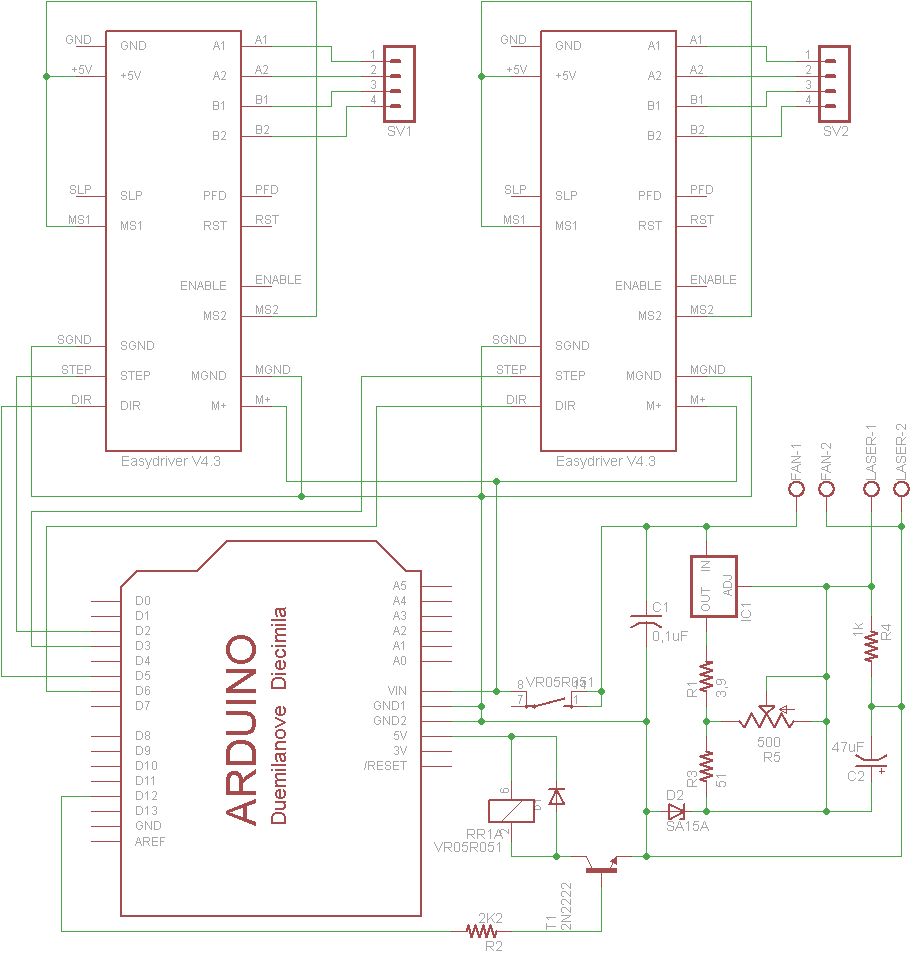 GND GND A1 A1
+5V +5V A2 A2
B1 B1
B2 B2
1
2
3
4
SV1
SLP SLP PFD PFD
MS1 MS1 RST RST
ENABLE ENABLE
MS2 MS2
SGND SGND
STEP STEP MGND MGND
DIR DIR M+ M+
Easydriver V4.3
GND GND A1 A1
+5V +5V A2 A2
B1 B1
B2 B2
1
2
3
4
SV2
SLP SLP PFD PFD
MS1 MS1 RST RST
ENABLE ENABLE
MS2 MS2
SGND SGND
STEP STEP MGND MGND
DIR DIR M+ M+
Easydriver V4.3
FAN-1
FAN-2
LASER-1
LASER-2
ARDUINO
Duemilanove Diecimila
D0
D1
D2
D3
D4
D5
D6
D7
D8
D9
D10
D11
D12
D13
GND
AREF
A5
A4
A3
A2
A1
A0
VIN
GND1
GND2
5V
3V
/RESET
8 VR05R051 14
7 1
C1
0,1uF
IN
OUT
ADJ
IC1
1k
R4
R1
3,9
500
R5
47uF
C2
+
R3
51
D2
SA15A
6
2
D1
RR1A
VR05R051
T1
2N2222
2K2
R2